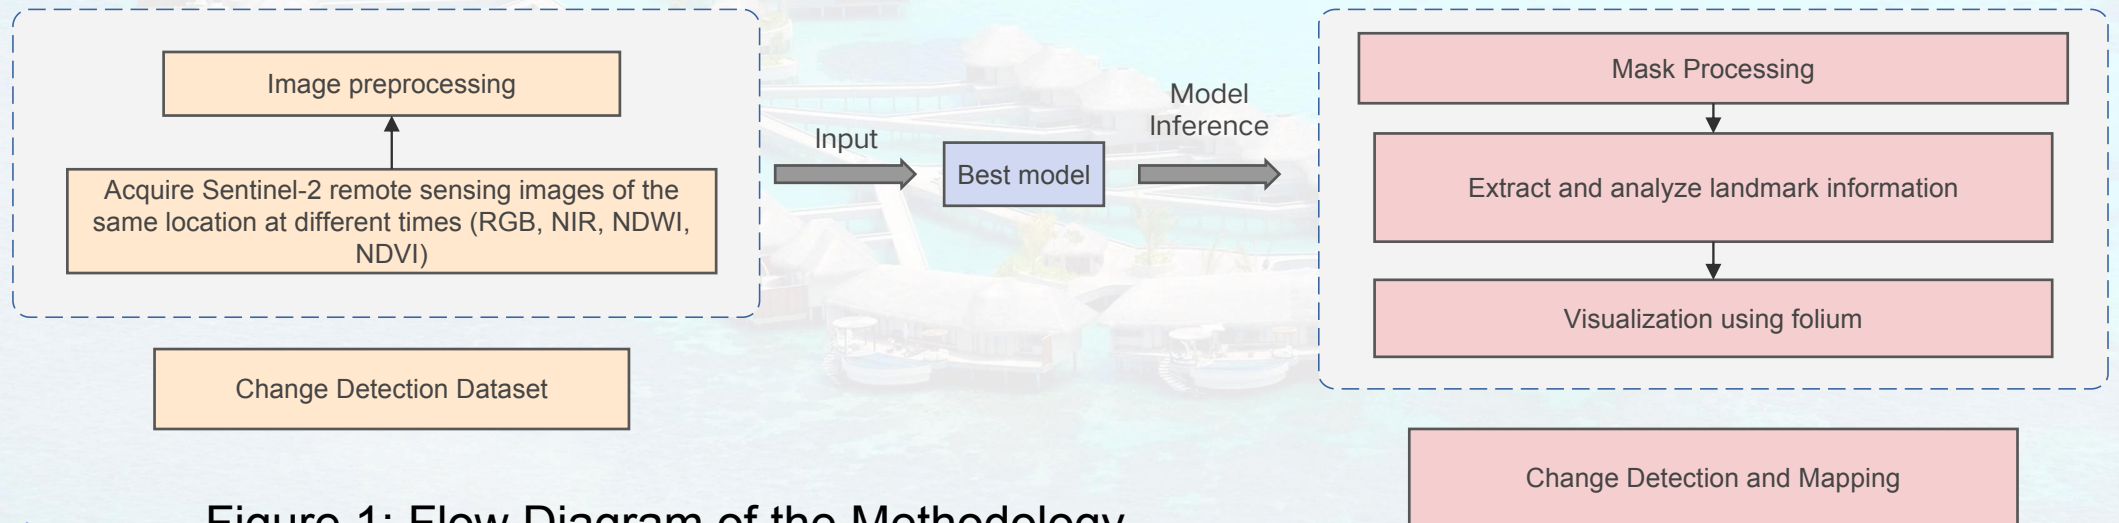 Image preprocessing
Acquire Sentinel-2 remote sensing images of the
same location at different times (RGB, NIR, NDWI,
NDVI)
Change Detection Dataset
Input
Best model
Model
Inference
Mask Processing
Extract and analyze landmark information
Visualization using folium
Change Detection and Mapping
Figure 1: Flow Diagram of the Methodology